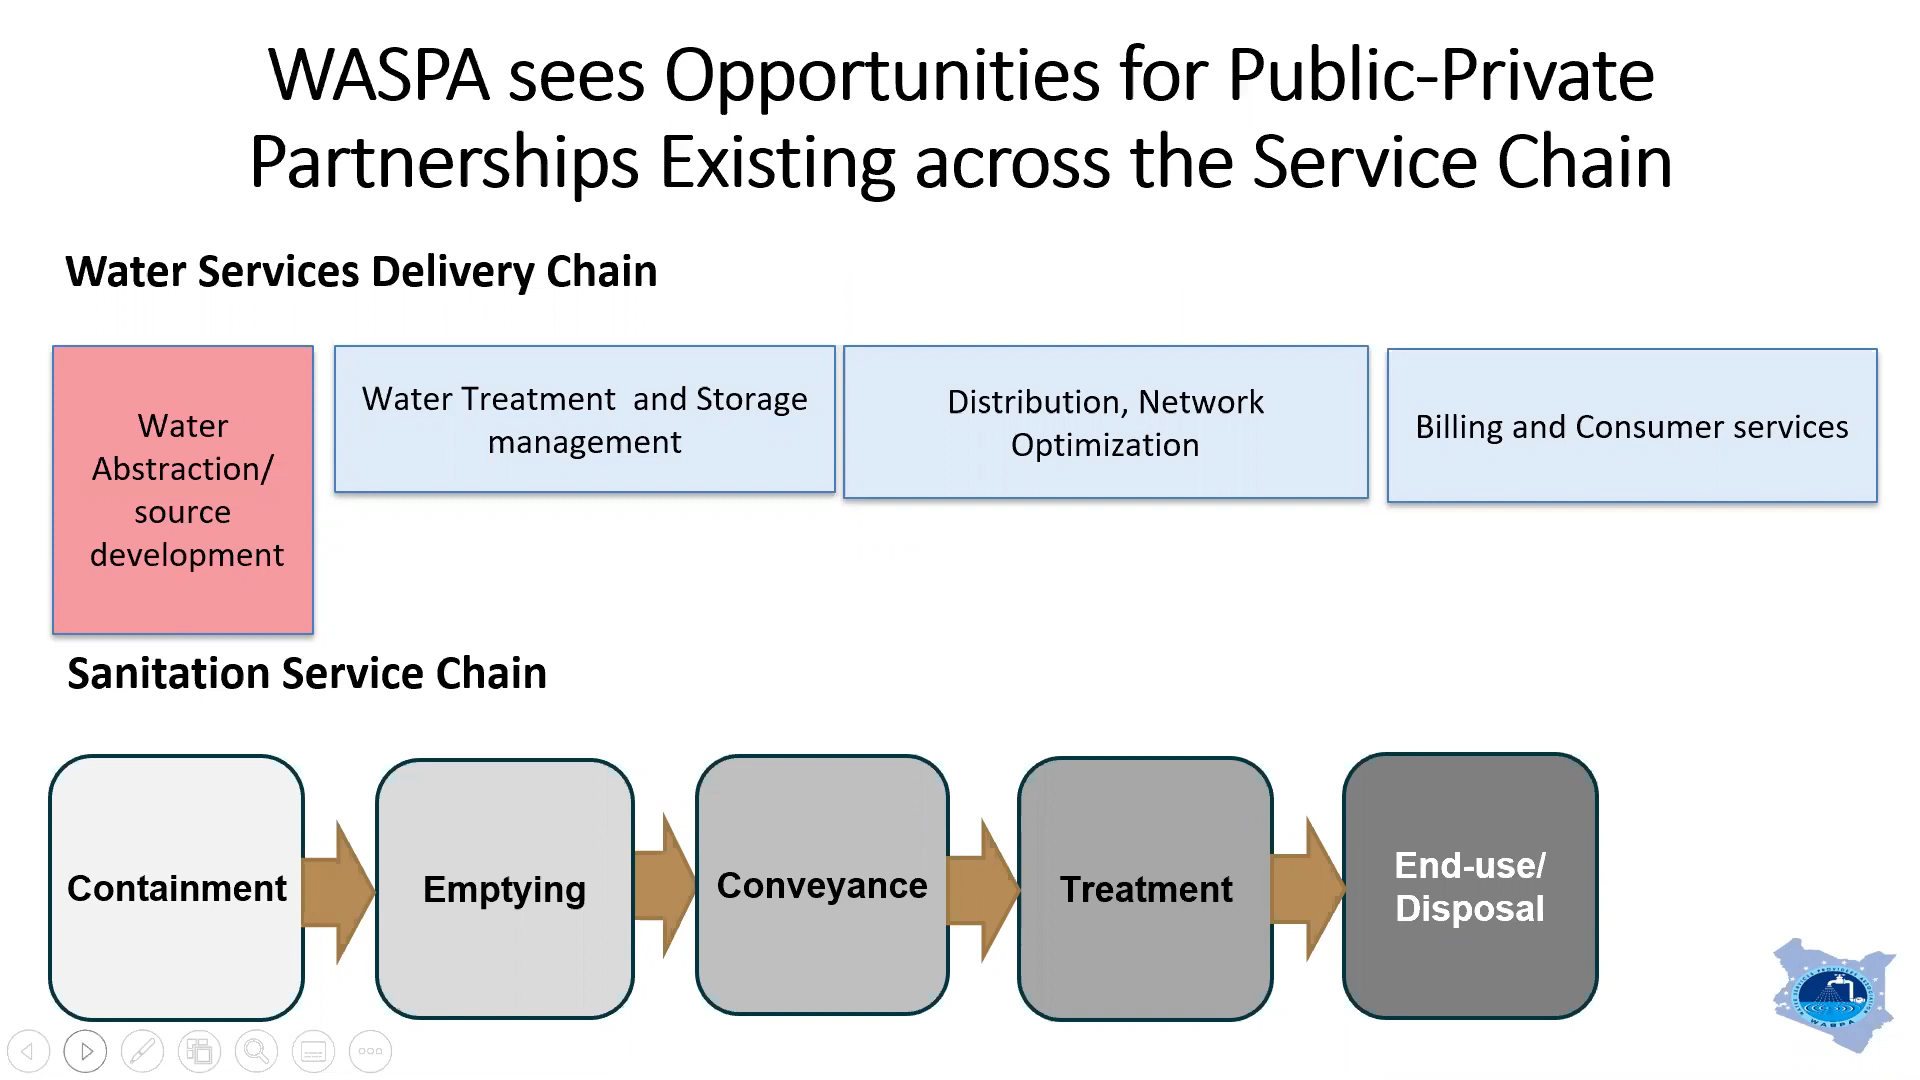 WASPA sees Opportunities for Public-Private
Partnerships Existing across the Service Chain
Water Services Delivery Chain
Water
Abstraction/
source
development
Water Treatment and Storage
management
Distribution, Network
Optimization
Billing and Consumer services
Sanitation Service Chain
Containment
Emptying
Conveyance
Treatment
End-use/
Disposal
WASPA